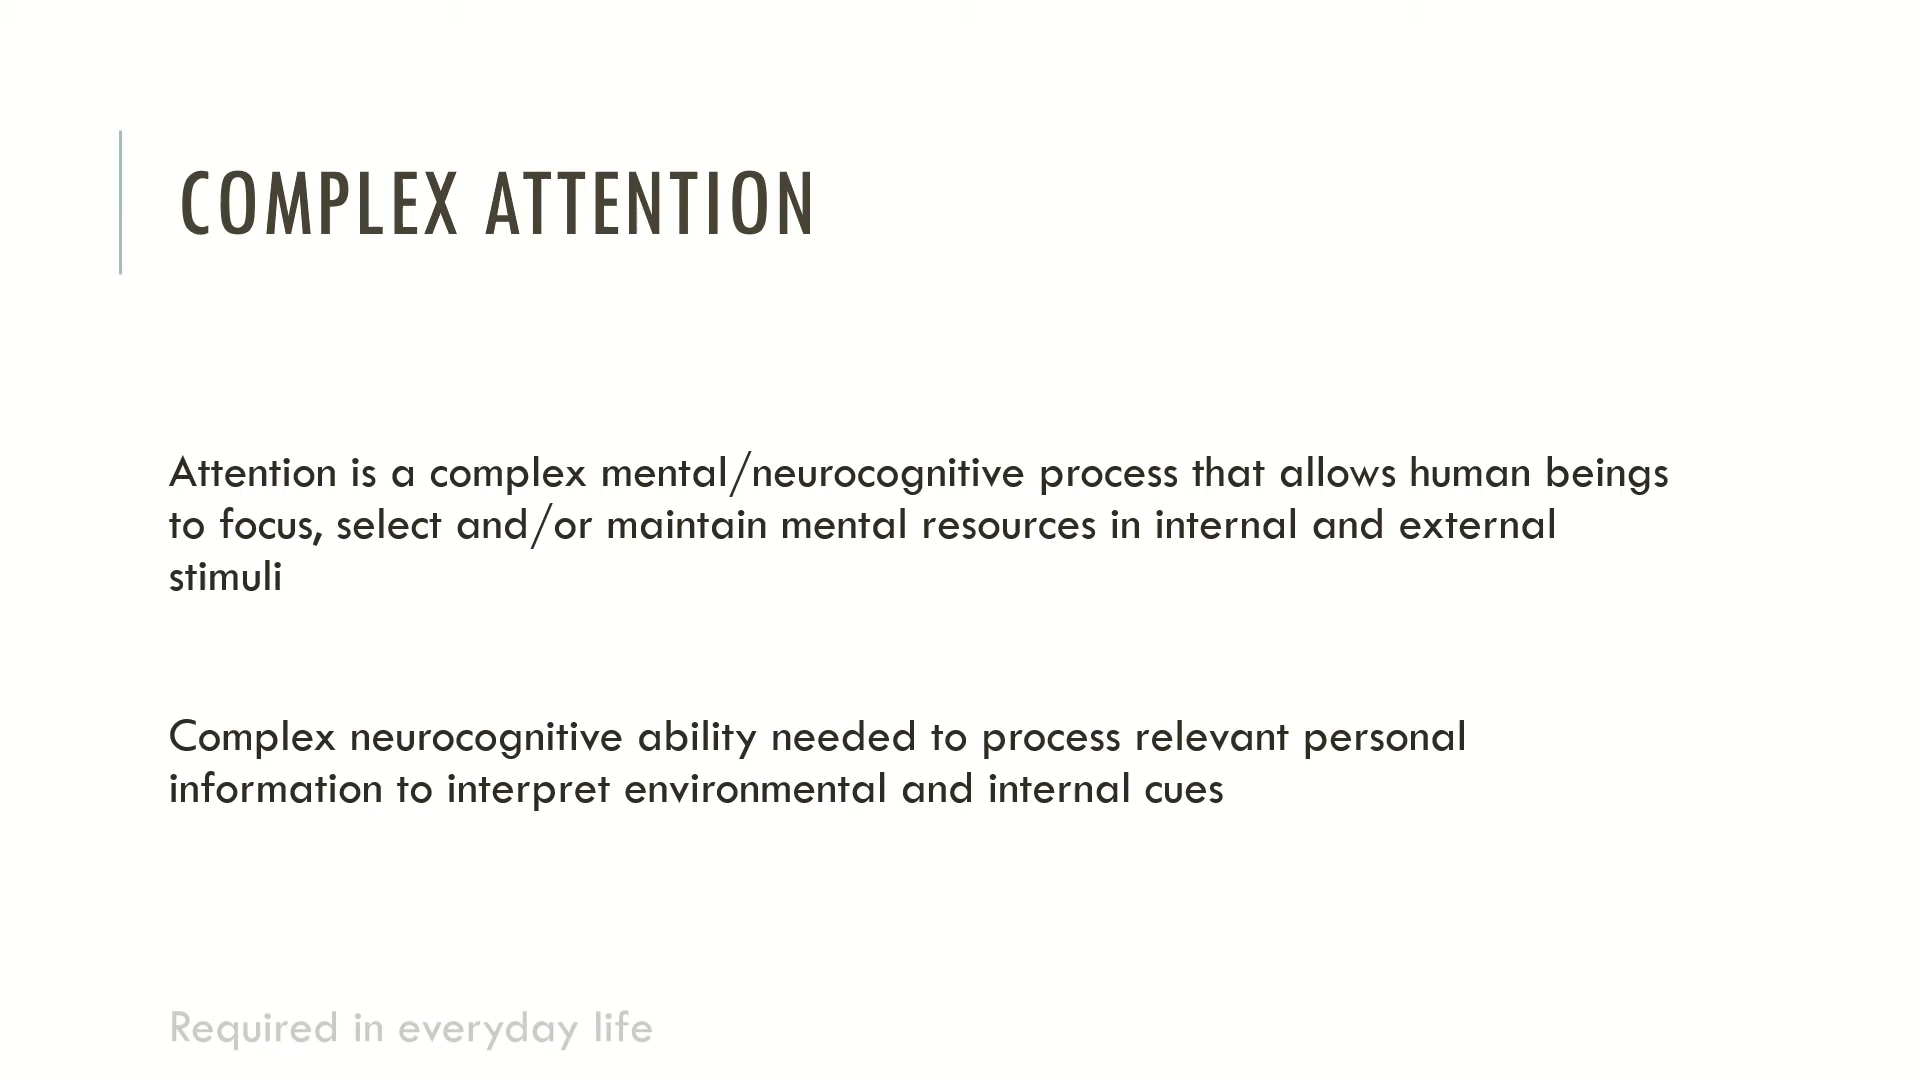 COMPLEX ATTENTION
Attention is a complex mental/neurocognitive process that allows human beings
to focus, select and/or maintain mental resources in internal and external
stimuli
Complex neurocognitive ability needed to process relevant personal
information to interpret environmental and internal cues
Required in everyday life